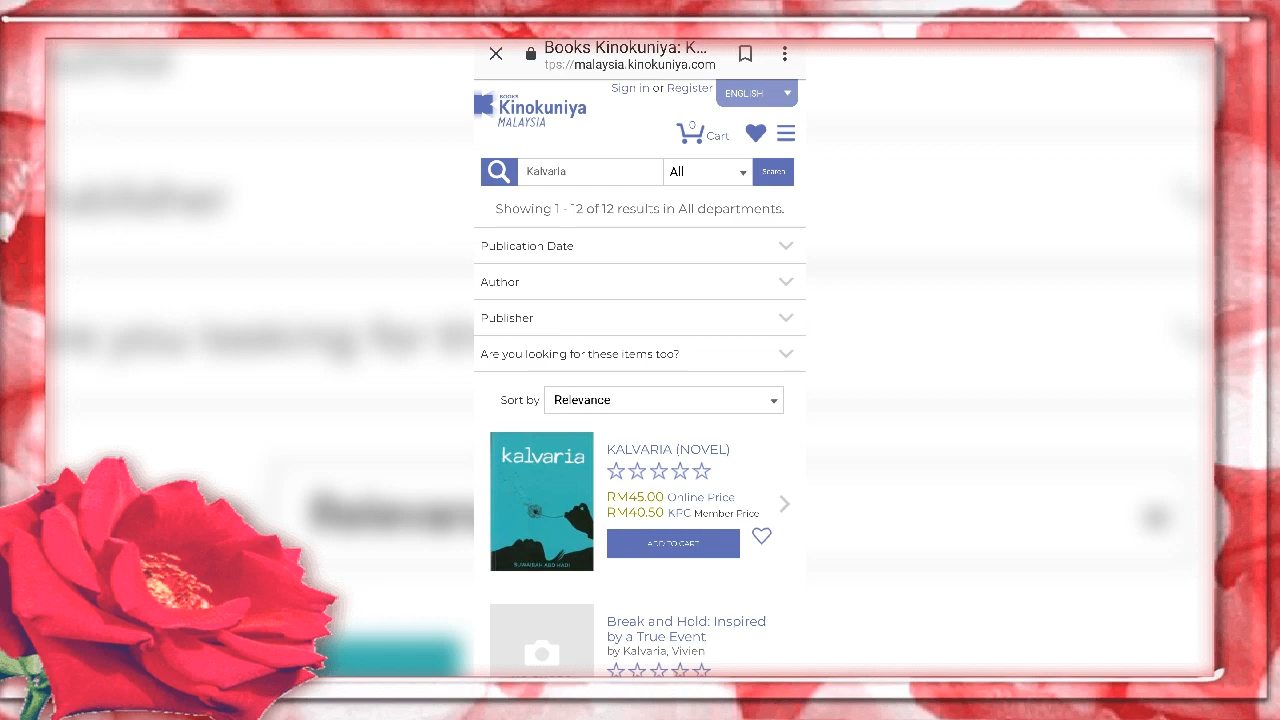 Books Kinokuniya: K...
tps://malaysia.kinokuniya.com
Sign in or Register
ENGLISH
BOOKS
Kinokuniya
MALAYSIA
0
Cart
Kalvaria
All
Search
Showing 1 - 12 of 12 results in All departments.
Publication Date
Author
Publisher
Are you looking for these items too?
Sort by
Relevance
kalvaria
KALVARIA (NOVEL)
RM45.00 Online Price
RM40.50 KPC Member Price
ADD TO CART
Break and Hold: Inspired
by a True Event
by Kalvaria, Vivien